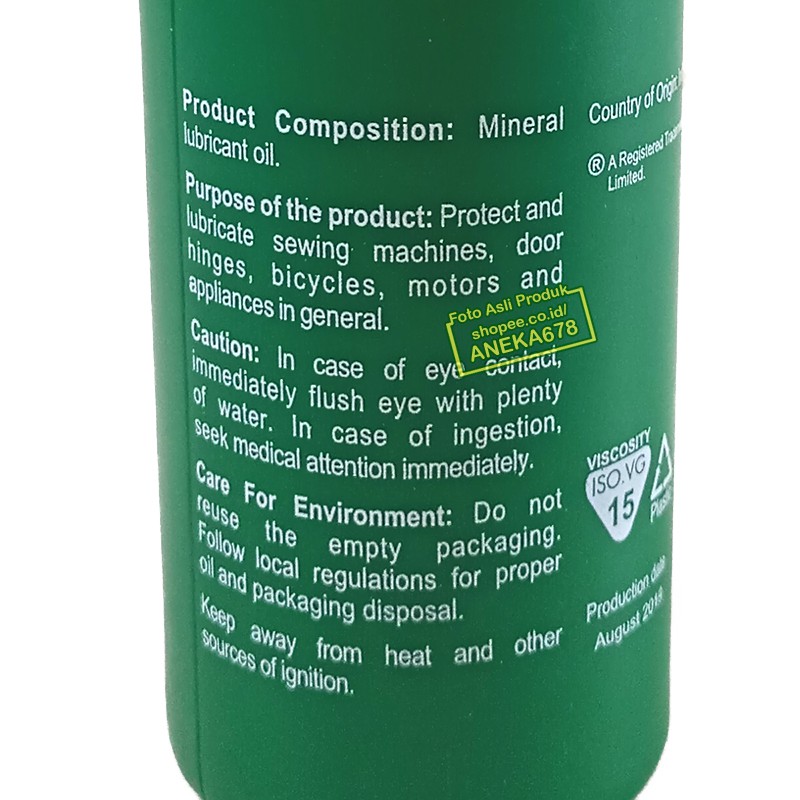 Product Composition: Mineral
lubricant oil.
Purpose of the product: Protect and
lubricate sewing machines, door
hinges, bicycles, motors and
appliances in general.
Caution: In case of eye contact,
immediately flush eye with plenty
of water. In case of ingestion,
seek medical attention immediately.
Care For Environment: Do not
reuse the empty packaging.
Follow local regulations for proper
oil and packaging disposal.
Keep away from heat and other
sources of ignition.
Foto Asli Produk
shopee.co.id/
ANEKA678
Country of Origin:
® A Registered
Limited.
VISCOSITY
ISO.VG
15
Production date
August